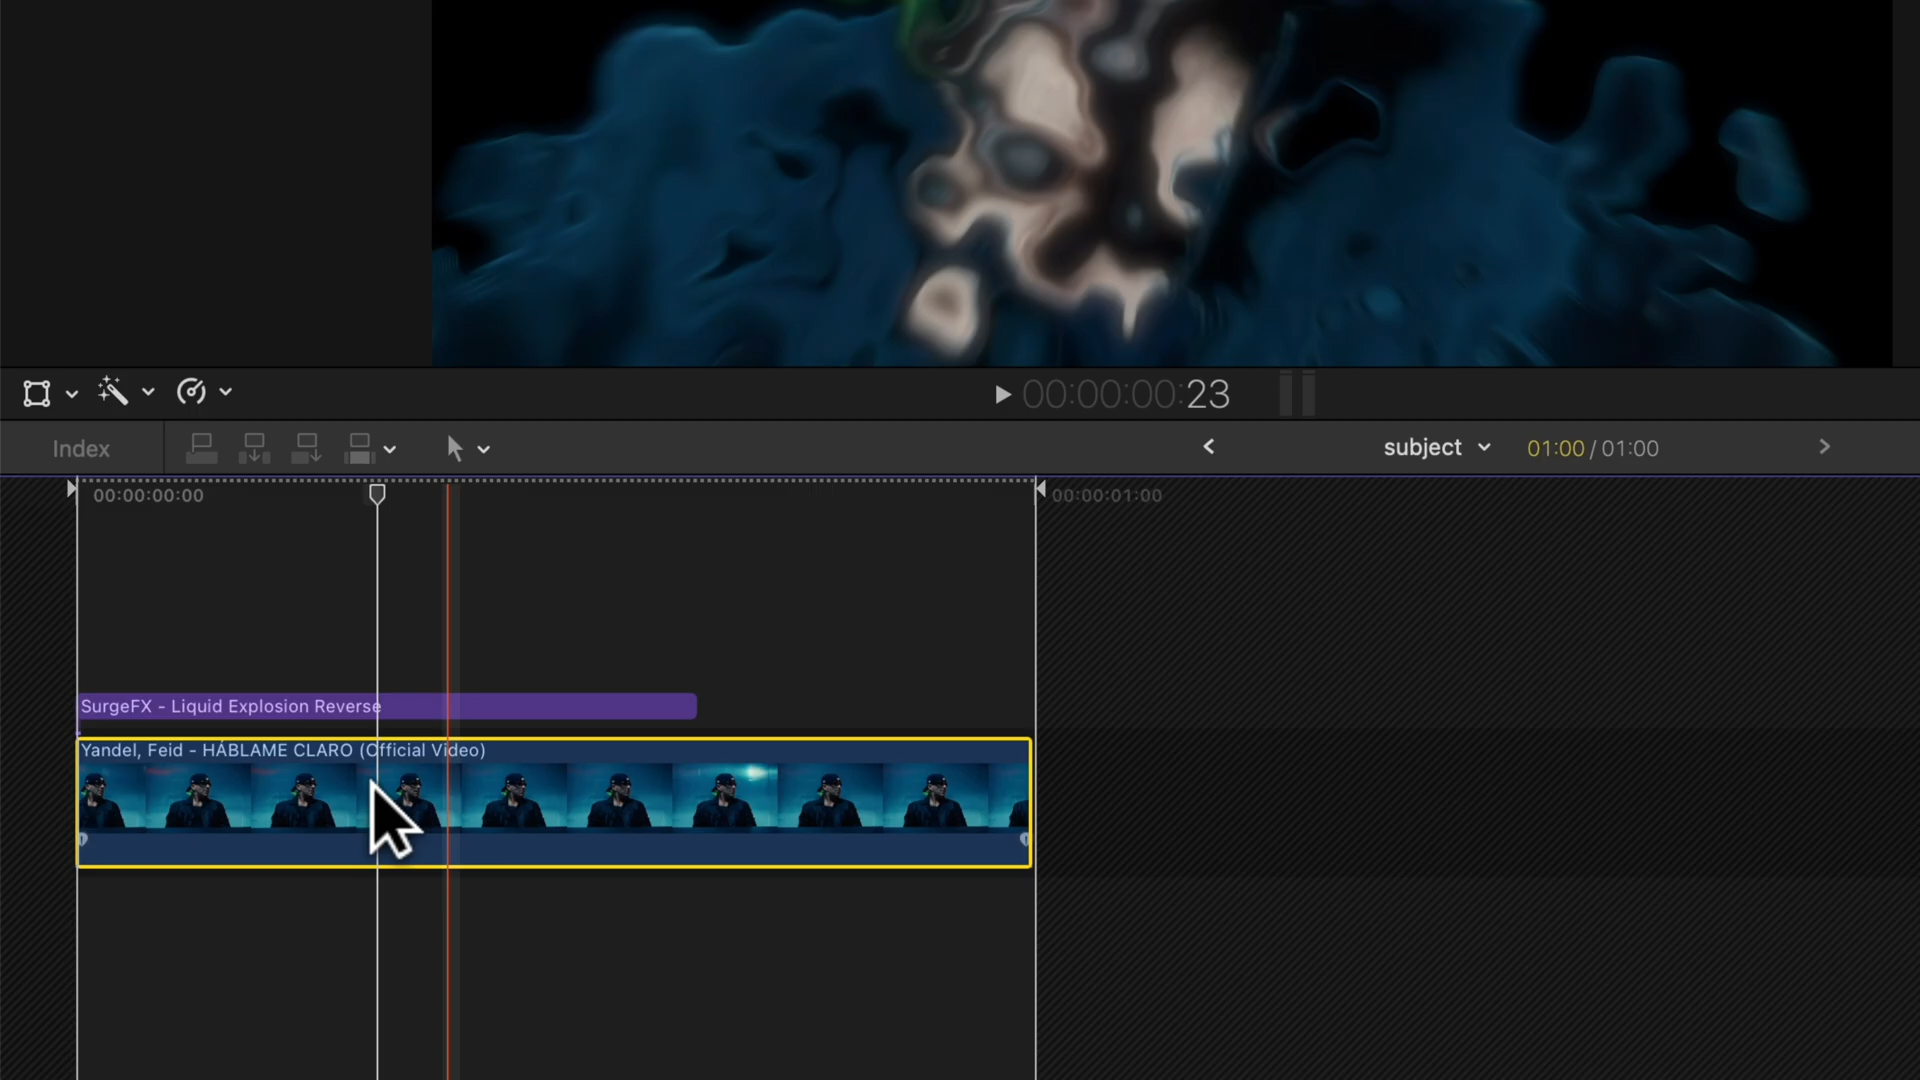 00:00:00:23
Index
subject
01:00 / 01:00
00:00:00:00
00:00:01:00
SurgeFX - Liquid Explosion Reverse
Yandel, Feid - HÁBLAME CLARO (Official Video)